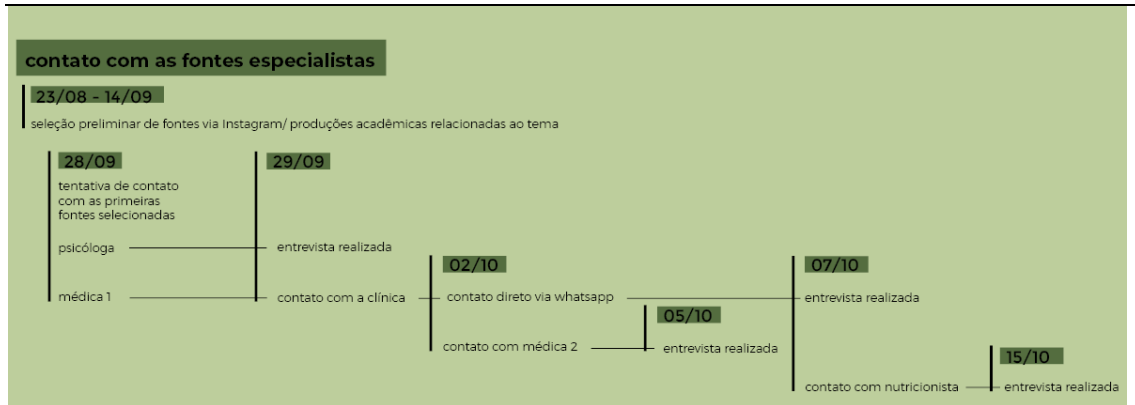 contato com as fontes especialistas
23/08 - 14/09
seleção preliminar de fontes via Instagram/ produções acadêmicas relacionadas ao tema
28/09
29/09
tentativa de contato
com as primeiras
fontes selecionadas
psicóloga
entrevista realizada
02/10
07/10
médica 1
contato com a clínica
contato direto via whatsapp
entrevista realizada
05/10
contato com médica 2
entrevista realizada
15/10
contato com nutricionista
entrevista realizada